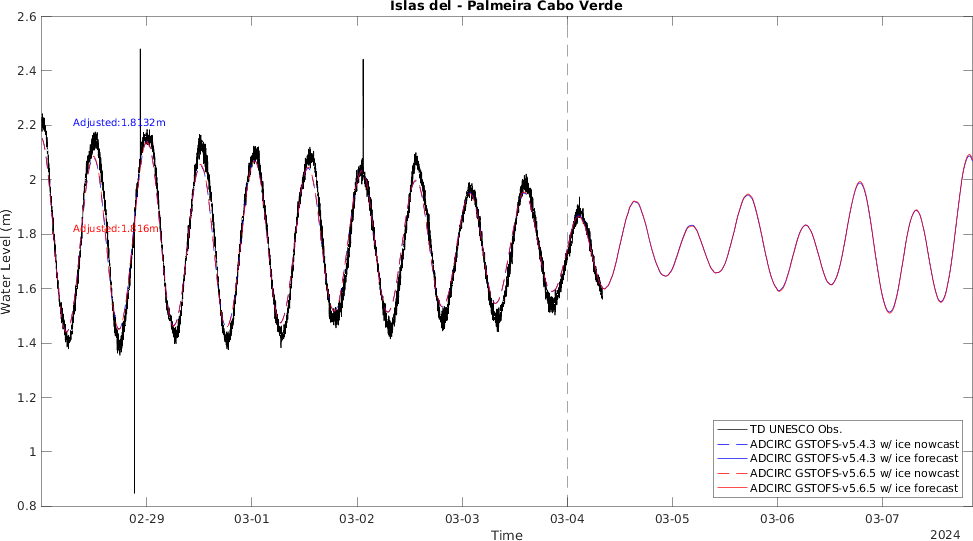 Islas del - Palmeira Cabo Verde
2.6
2.4
2.2
2
1.8
1.6
1.4
1.2
1
0.8
Water Level (m)
Adjusted:1.8132m
Adjusted:1.816m
TD UNESCO Obs.
ADCIRC GSTOFS-v5.4.3 w/ ice nowcast
ADCIRC GSTOFS-v5.4.3 w/ ice forecast
ADCIRC GSTOFS-v5.6.5 w/ ice nowcast
ADCIRC GSTOFS-v5.6.5 w/ ice forecast
02-29 03-01 03-02 03-03 03-04 03-05 03-06 03-07
Time
2024